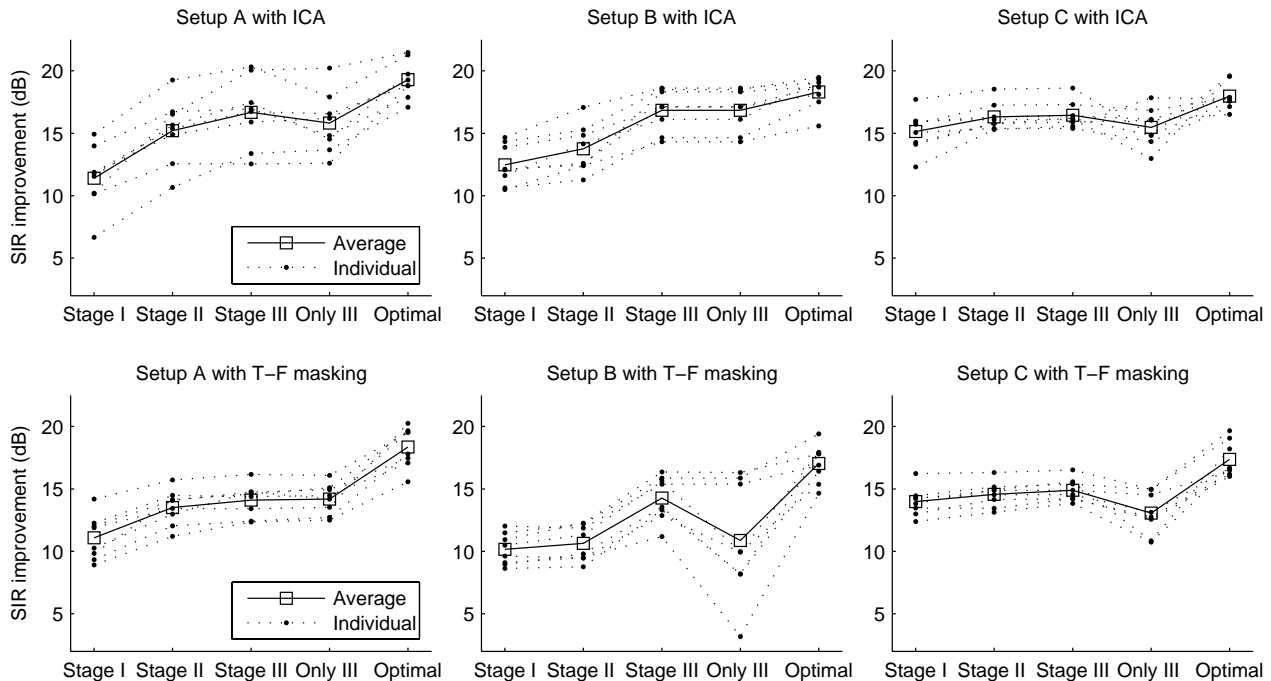 Setup A with ICA
Setup B with ICA
Setup C with ICA
SIR improvement (dB)
20
15
10
5
Average
Individual
Stage I Stage II Stage III Only III Optimal
20
15
10
5
Stage I Stage II Stage III Only III Optimal
20
15
10
5
Stage I Stage II Stage III Only III Optimal
Setup A with T−F masking
Setup B with T−F masking
Setup C with T−F masking
SIR improvement (dB)
20
15
10
5
Average
Individual
Stage I Stage II Stage III Only III Optimal
20
15
10
5
Stage I Stage II Stage III Only III Optimal
20
15
10
5
Stage I Stage II Stage III Only III Optimal